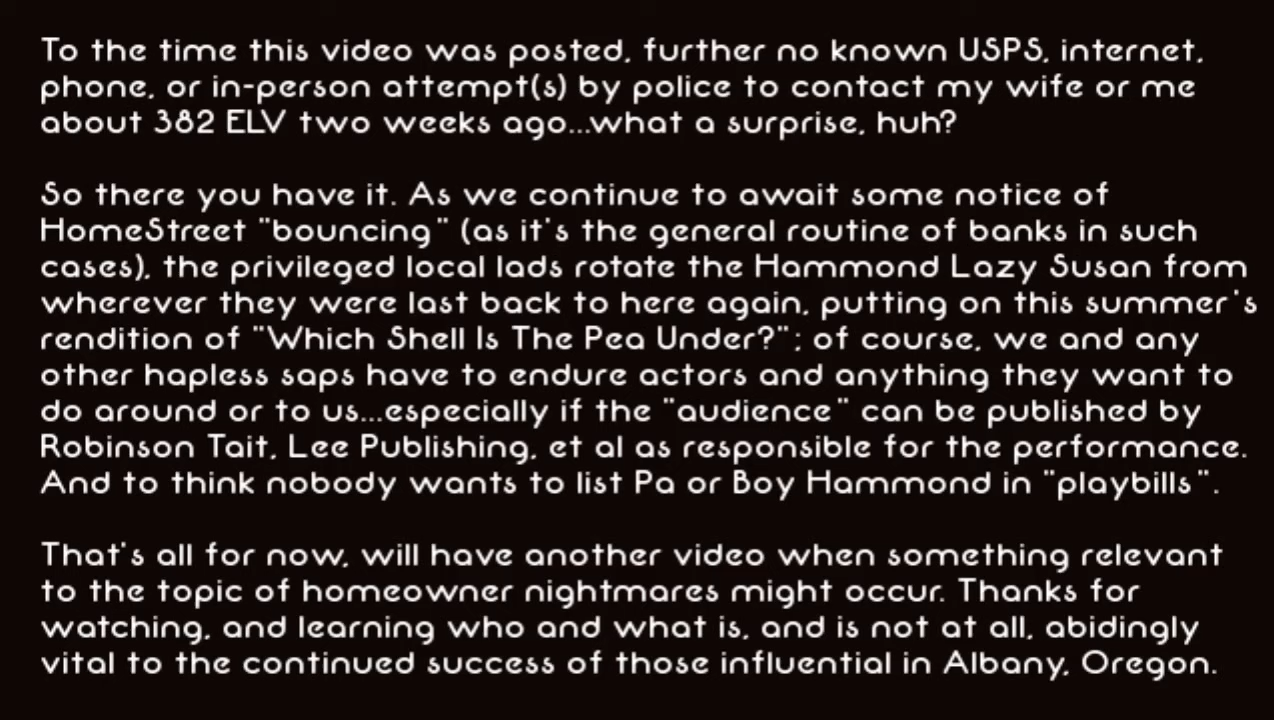 To the time this video was posted, further no known USPS, internet,
phone, or in-person attempt(s) by police to contact my wife or me
about 382 ELV two weeks ago...what a surprise, huh?
So there you have it. As we continue to await some notice of
HomeStreet "bouncing" (as it's the general routine of banks in such
cases), the privileged local lads rotate the Hammond Lazy Susan from
wherever they were last back to here again, putting on this summer's
rendition of "Which Shell Is The Pea Under?"; of course, we and any
other hapless saps have to endure actors and anything they want to
do around or to us...especially if the "audience" can be published by
Robinson Tait, Lee Publishing, et al as responsible for the performance.
And to think nobody wants to list Pa or Boy Hammond in "playbills".
That's all for now, will have another video when something relevant
to the topic of homeowner nightmares might occur. Thanks for
watching, and learning who and what is, and is not at all, abidingly
vital to the continued success of those influential in Albany, Oregon.